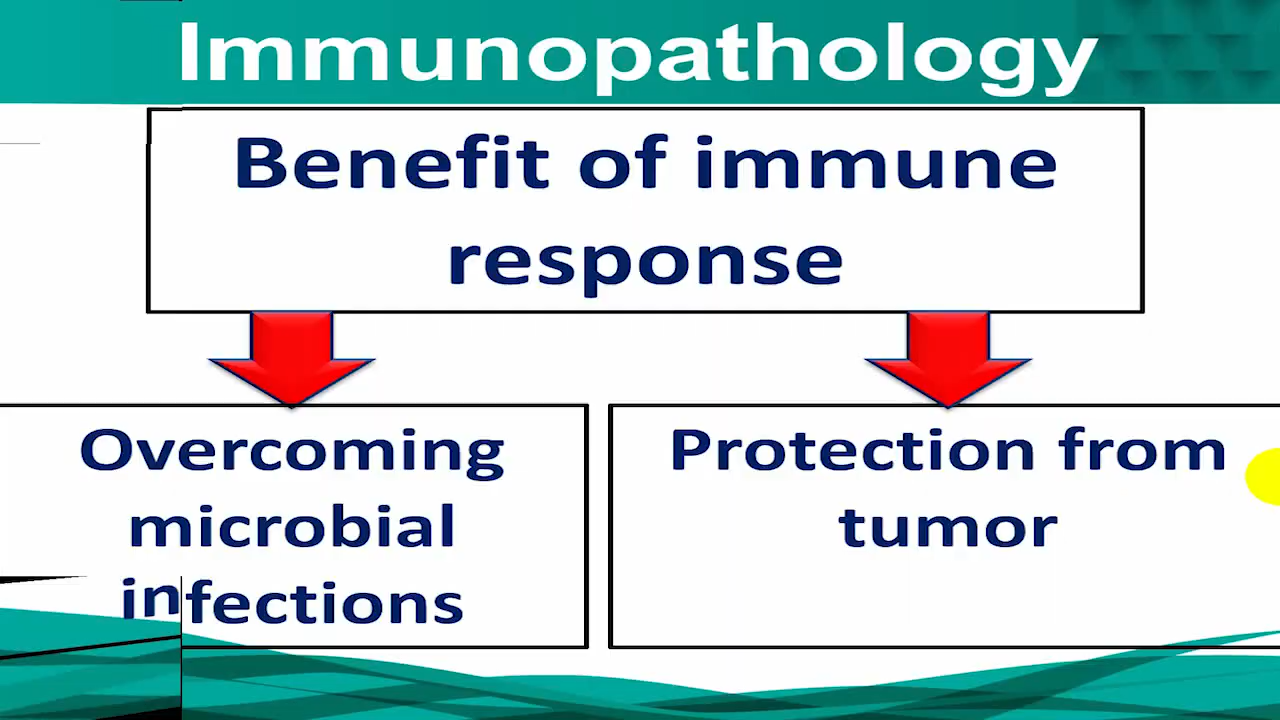 Immunopathology
Benefit of immune
response
Overcoming
microbial
infections
Protection from
tumor